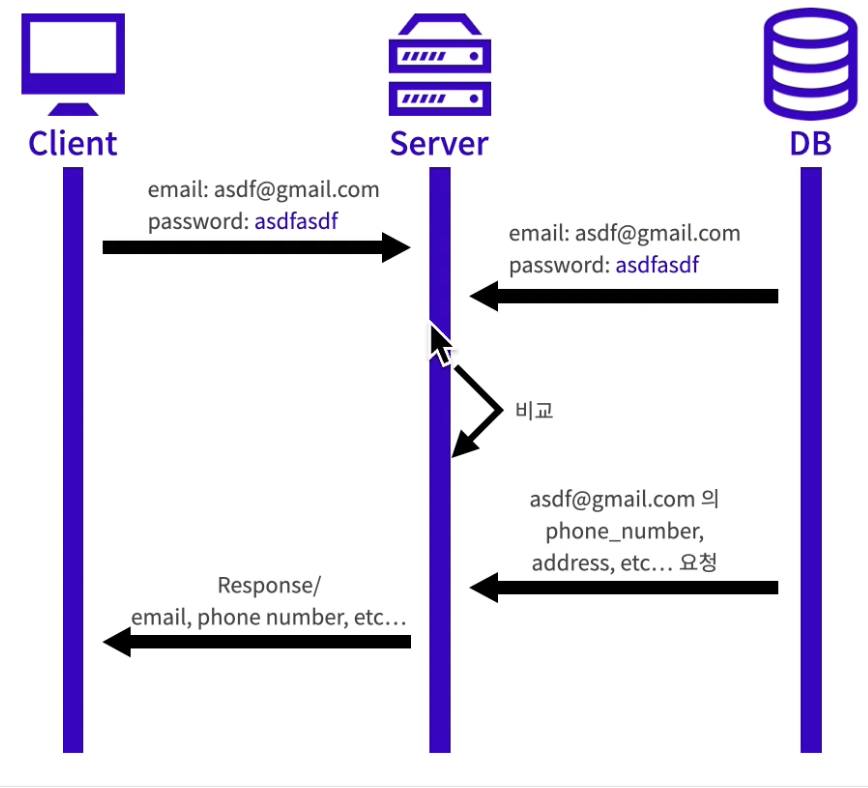 Client
Server
DB
email: asdf@gmail.com
password: asdfasdf
email: asdf@gmail.com
password: asdfasdf
비교
asdf@gmail.com 의
phone_number,
address, etc... 요청
Response/
email, phone number, etc...